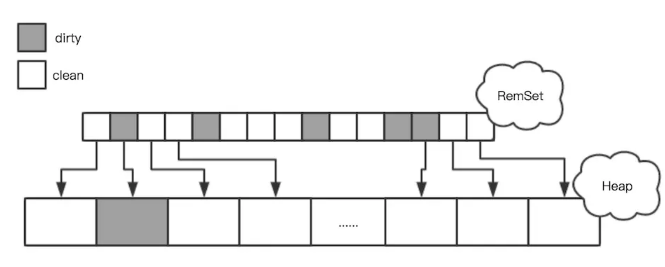 dirty
clean
RemSet
Heap
......